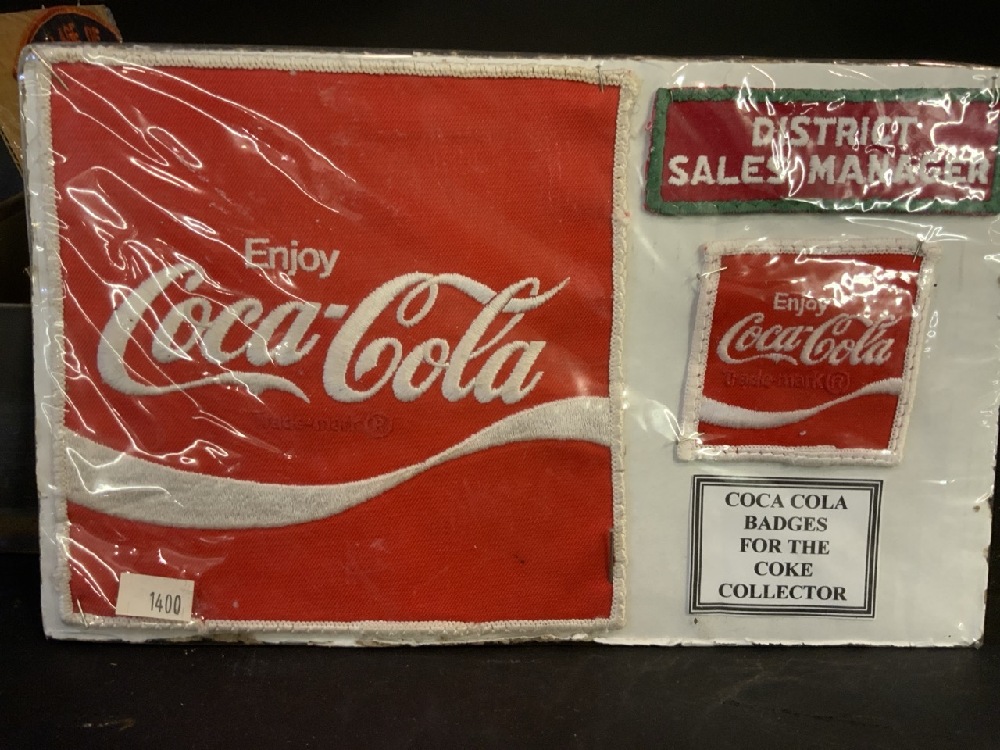 Enjoy
Coca-Cola
Trade-mark®
1400
DISTRICT
SALES MANAGER
Enjoy
Coca-Cola
Trade-mark®
COCA COLA
BADGES
FOR THE
COKE
COLLECTOR